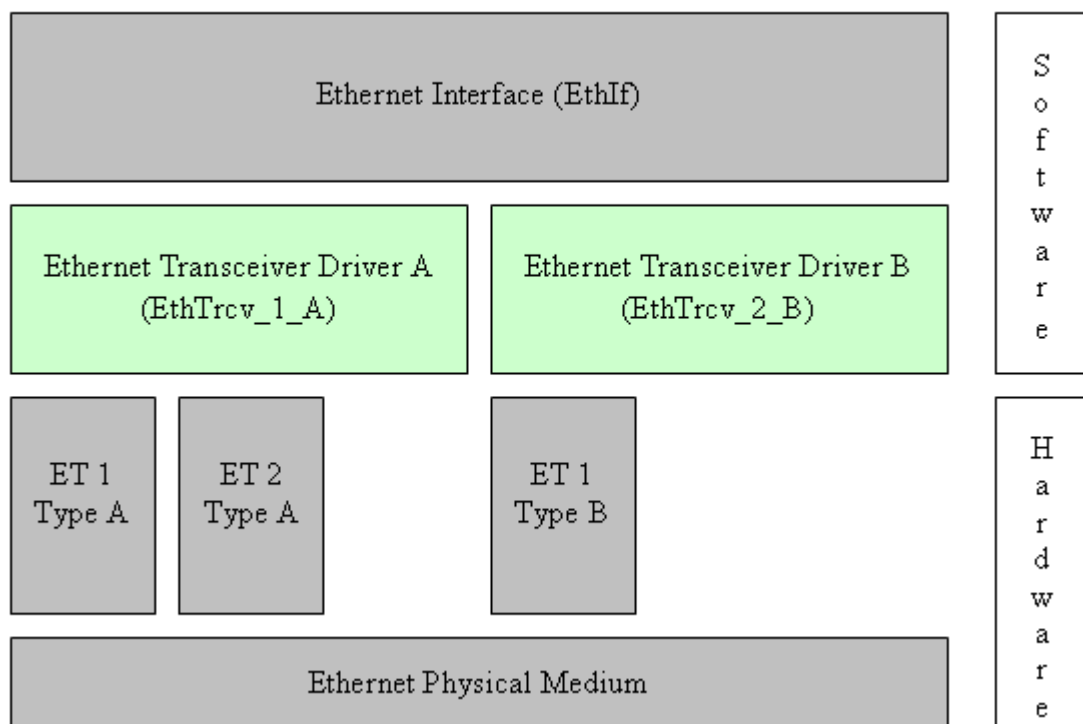 Ethernet Interface (EthIf)
Software
Ethernet Transceiver Driver A
(EthTrcv_1_A)
Ethernet Transceiver Driver B
(EthTrcv_2_B)
ET 1
Type A
ET 2
Type A
ET 1
Type B
Hardware
Ethernet Physical Medium